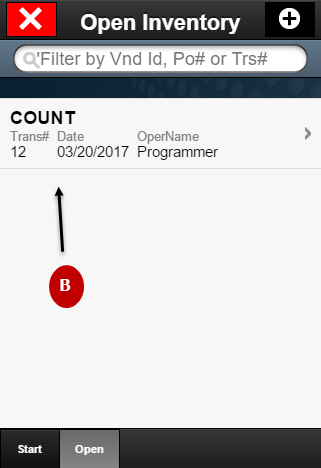 Open Inventory
Filter by Vnd Id, Po# or Trs#
COUNT
Trans# Date OperName
12 03/20/2017 Programmer
B
Start Open